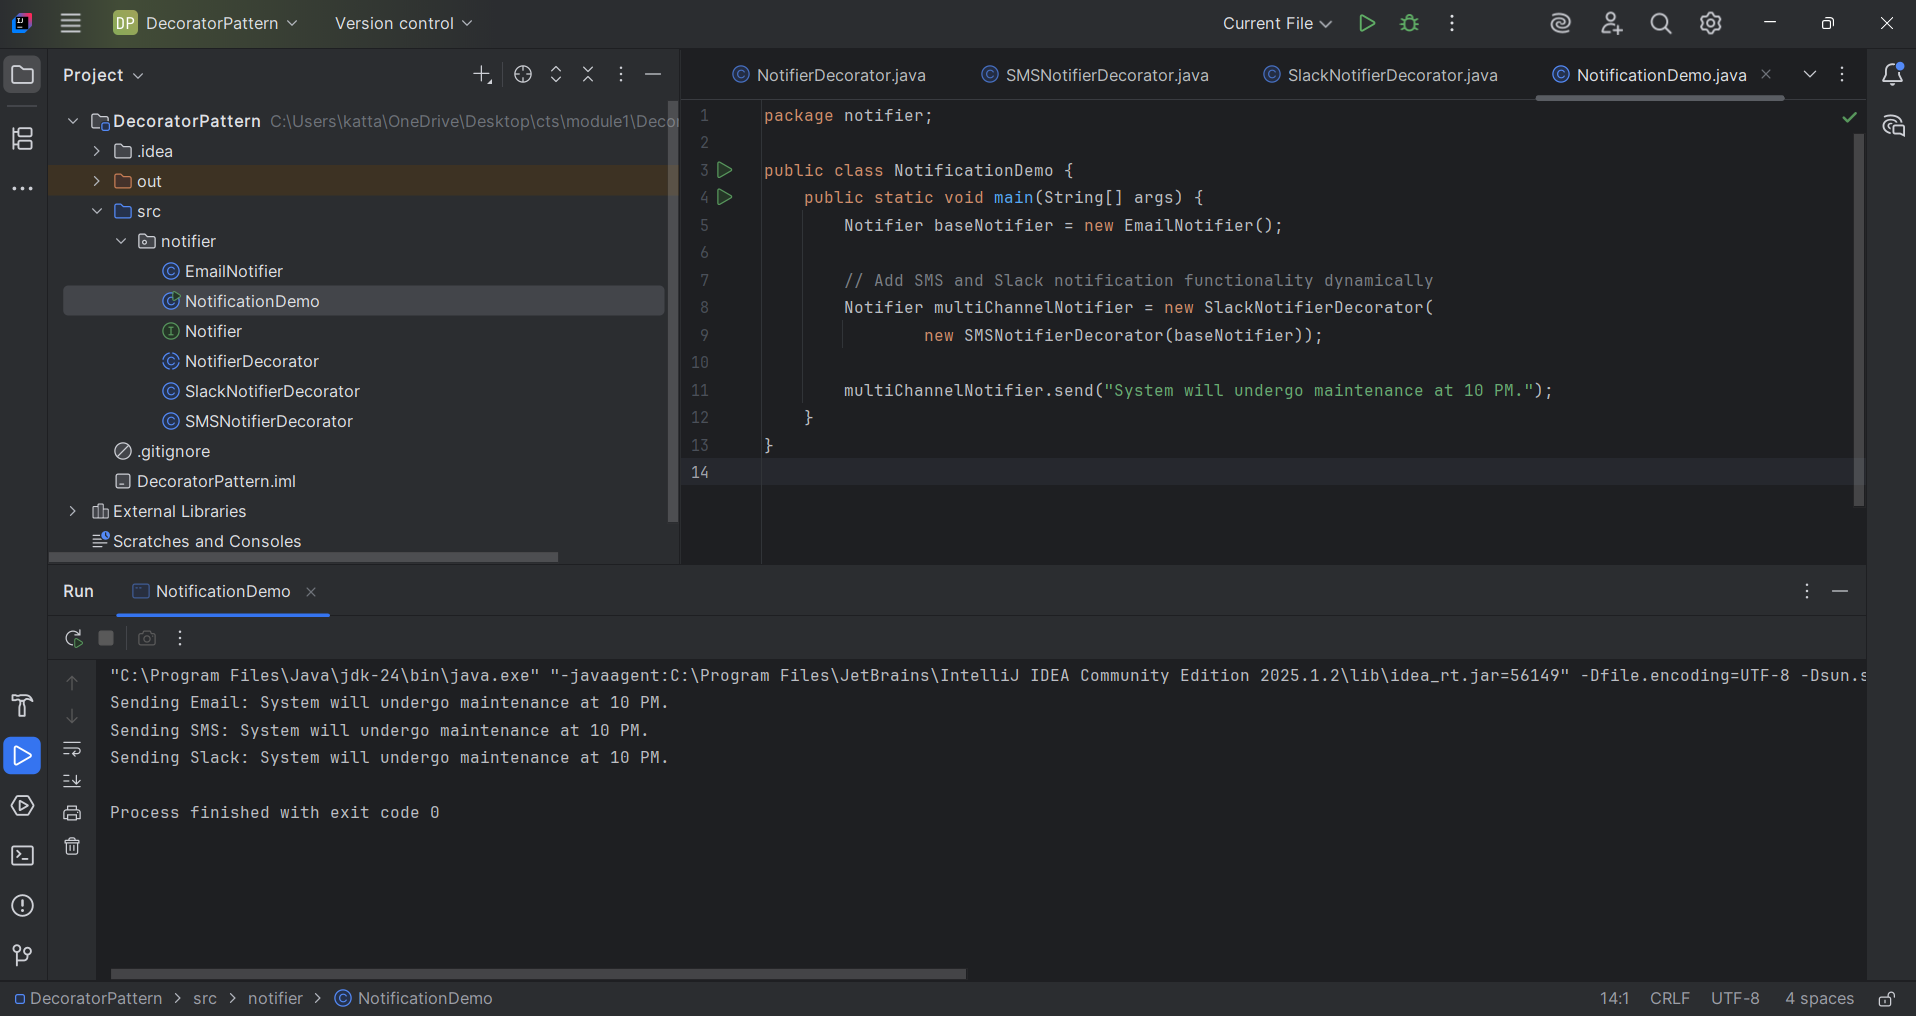 DP DecoratorPattern Version control Current File
Project
DecoratorPattern C:\Users\katta\OneDrive\Desktop\cts\module1\Deco
.idea
out
src
notifier
EmailNotifier
NotificationDemo
Notifier
NotifierDecorator
SlackNotifierDecorator
SMSNotifierDecorator
.gitignore
DecoratorPattern.iml
External Libraries
Scratches and Consoles
NotifierDecorator.java SMSNotifierDecorator.java SlackNotifierDecorator.java NotificationDemo.java
1 package notifier;
2
3 public class NotificationDemo {
4     public static void main(String[] args) {
5         Notifier baseNotifier = new EmailNotifier();
6
7         // Add SMS and Slack notification functionality dynamically
8         Notifier multiChannelNotifier = new SlackNotifierDecorator(
9                 new SMSNotifierDecorator(baseNotifier));
10
11         multiChannelNotifier.send("System will undergo maintenance at 10 PM.");
12     }
13 }
14
Run NotificationDemo
"C:\Program Files\Java\jdk-24\bin\java.exe" "-javaagent:C:\Program Files\JetBrains\IntelliJ IDEA Community Edition 2025.1.2\lib\idea_rt.jar=56149" -Dfile.encoding=UTF-8 -Dsun.s
Sending Email: System will undergo maintenance at 10 PM.
Sending SMS: System will undergo maintenance at 10 PM.
Sending Slack: System will undergo maintenance at 10 PM.
Process finished with exit code 0
DecoratorPattern > src > notifier > NotificationDemo 14:1 CRLF UTF-8 4 spaces